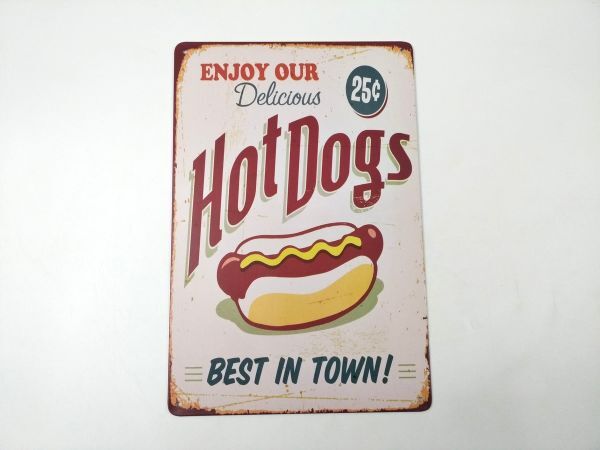 ENJOY OUR
Delicious
25¢
Hot Dogs
BEST IN TOWN!